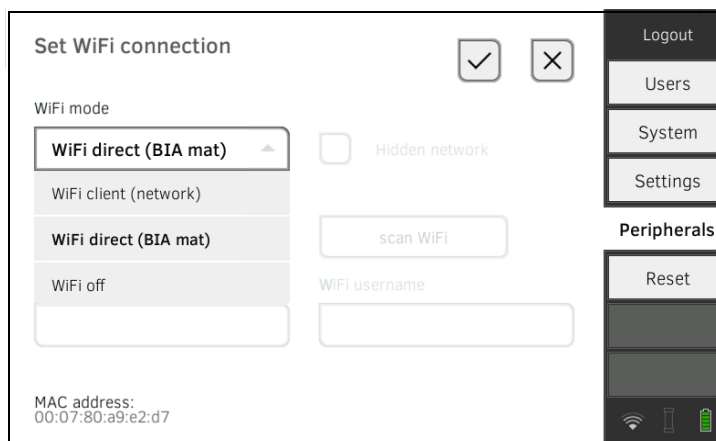 Set WiFi connection
WiFi mode
WiFi direct (BIA mat)
Hidden network
WiFi client (network)
WiFi direct (BIA mat)
scan WiFi
WiFi off
WiFi username
MAC address:
00:07:80:a9:e2:d7
Logout
Users
System
Settings
Peripherals
Reset